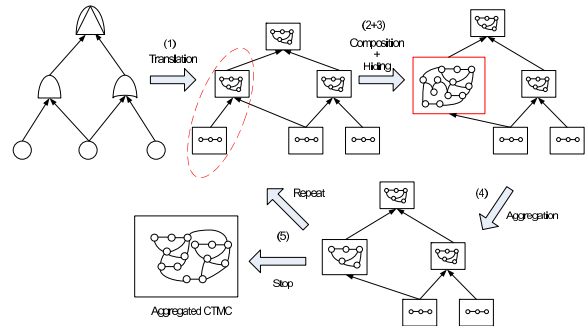 (1)
Translation
(2+3)
Composition
+
Hiding
(4)
Aggregation
Repeat
(5)
Stop
Aggregated CTMC